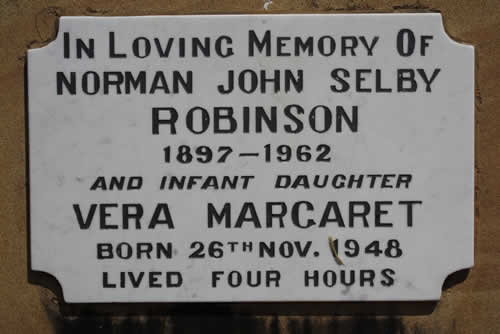 IN LOVING MEMORY OF
NORMAN JOHN SELBY
ROBINSON
1897-1962
AND INFANT DAUGHTER
VERA MARGARET
BORN 26TH NOV. 1948
LIVED FOUR HOURS